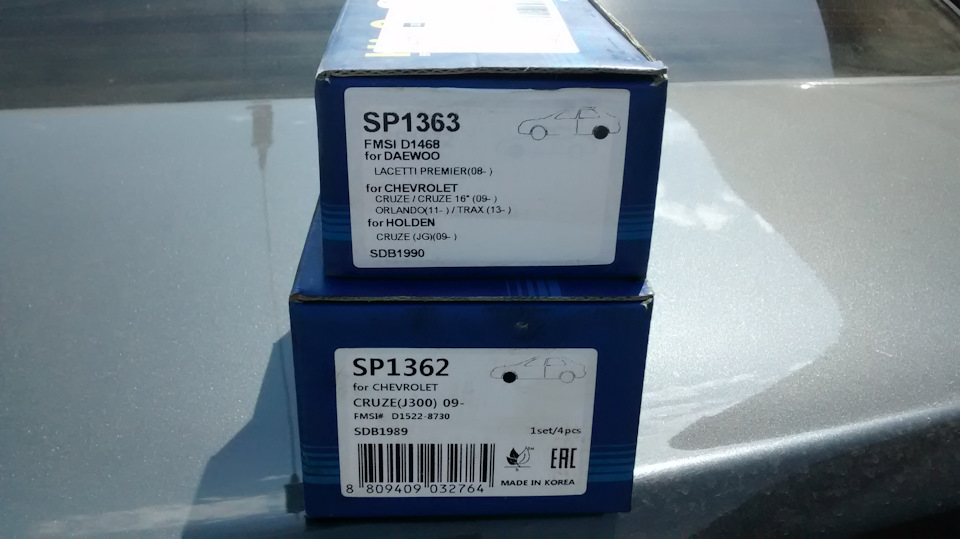 SP1363
FMSI D1468
for DAEWOO
LACETTI PREMIER(08- )
for CHEVROLET
CRUZE / CRUZE 16" (09- )
ORLANDO(11- ) / TRAX (13- )
for HOLDEN
CRUZE (JG)(09- )
SDB1990
SP1362
for CHEVROLET
CRUZE(J300) 09-
FMSI# D1522-8730
SDB1989 1set/4pcs
EAC
8 809409 032764
MADE IN KOREA